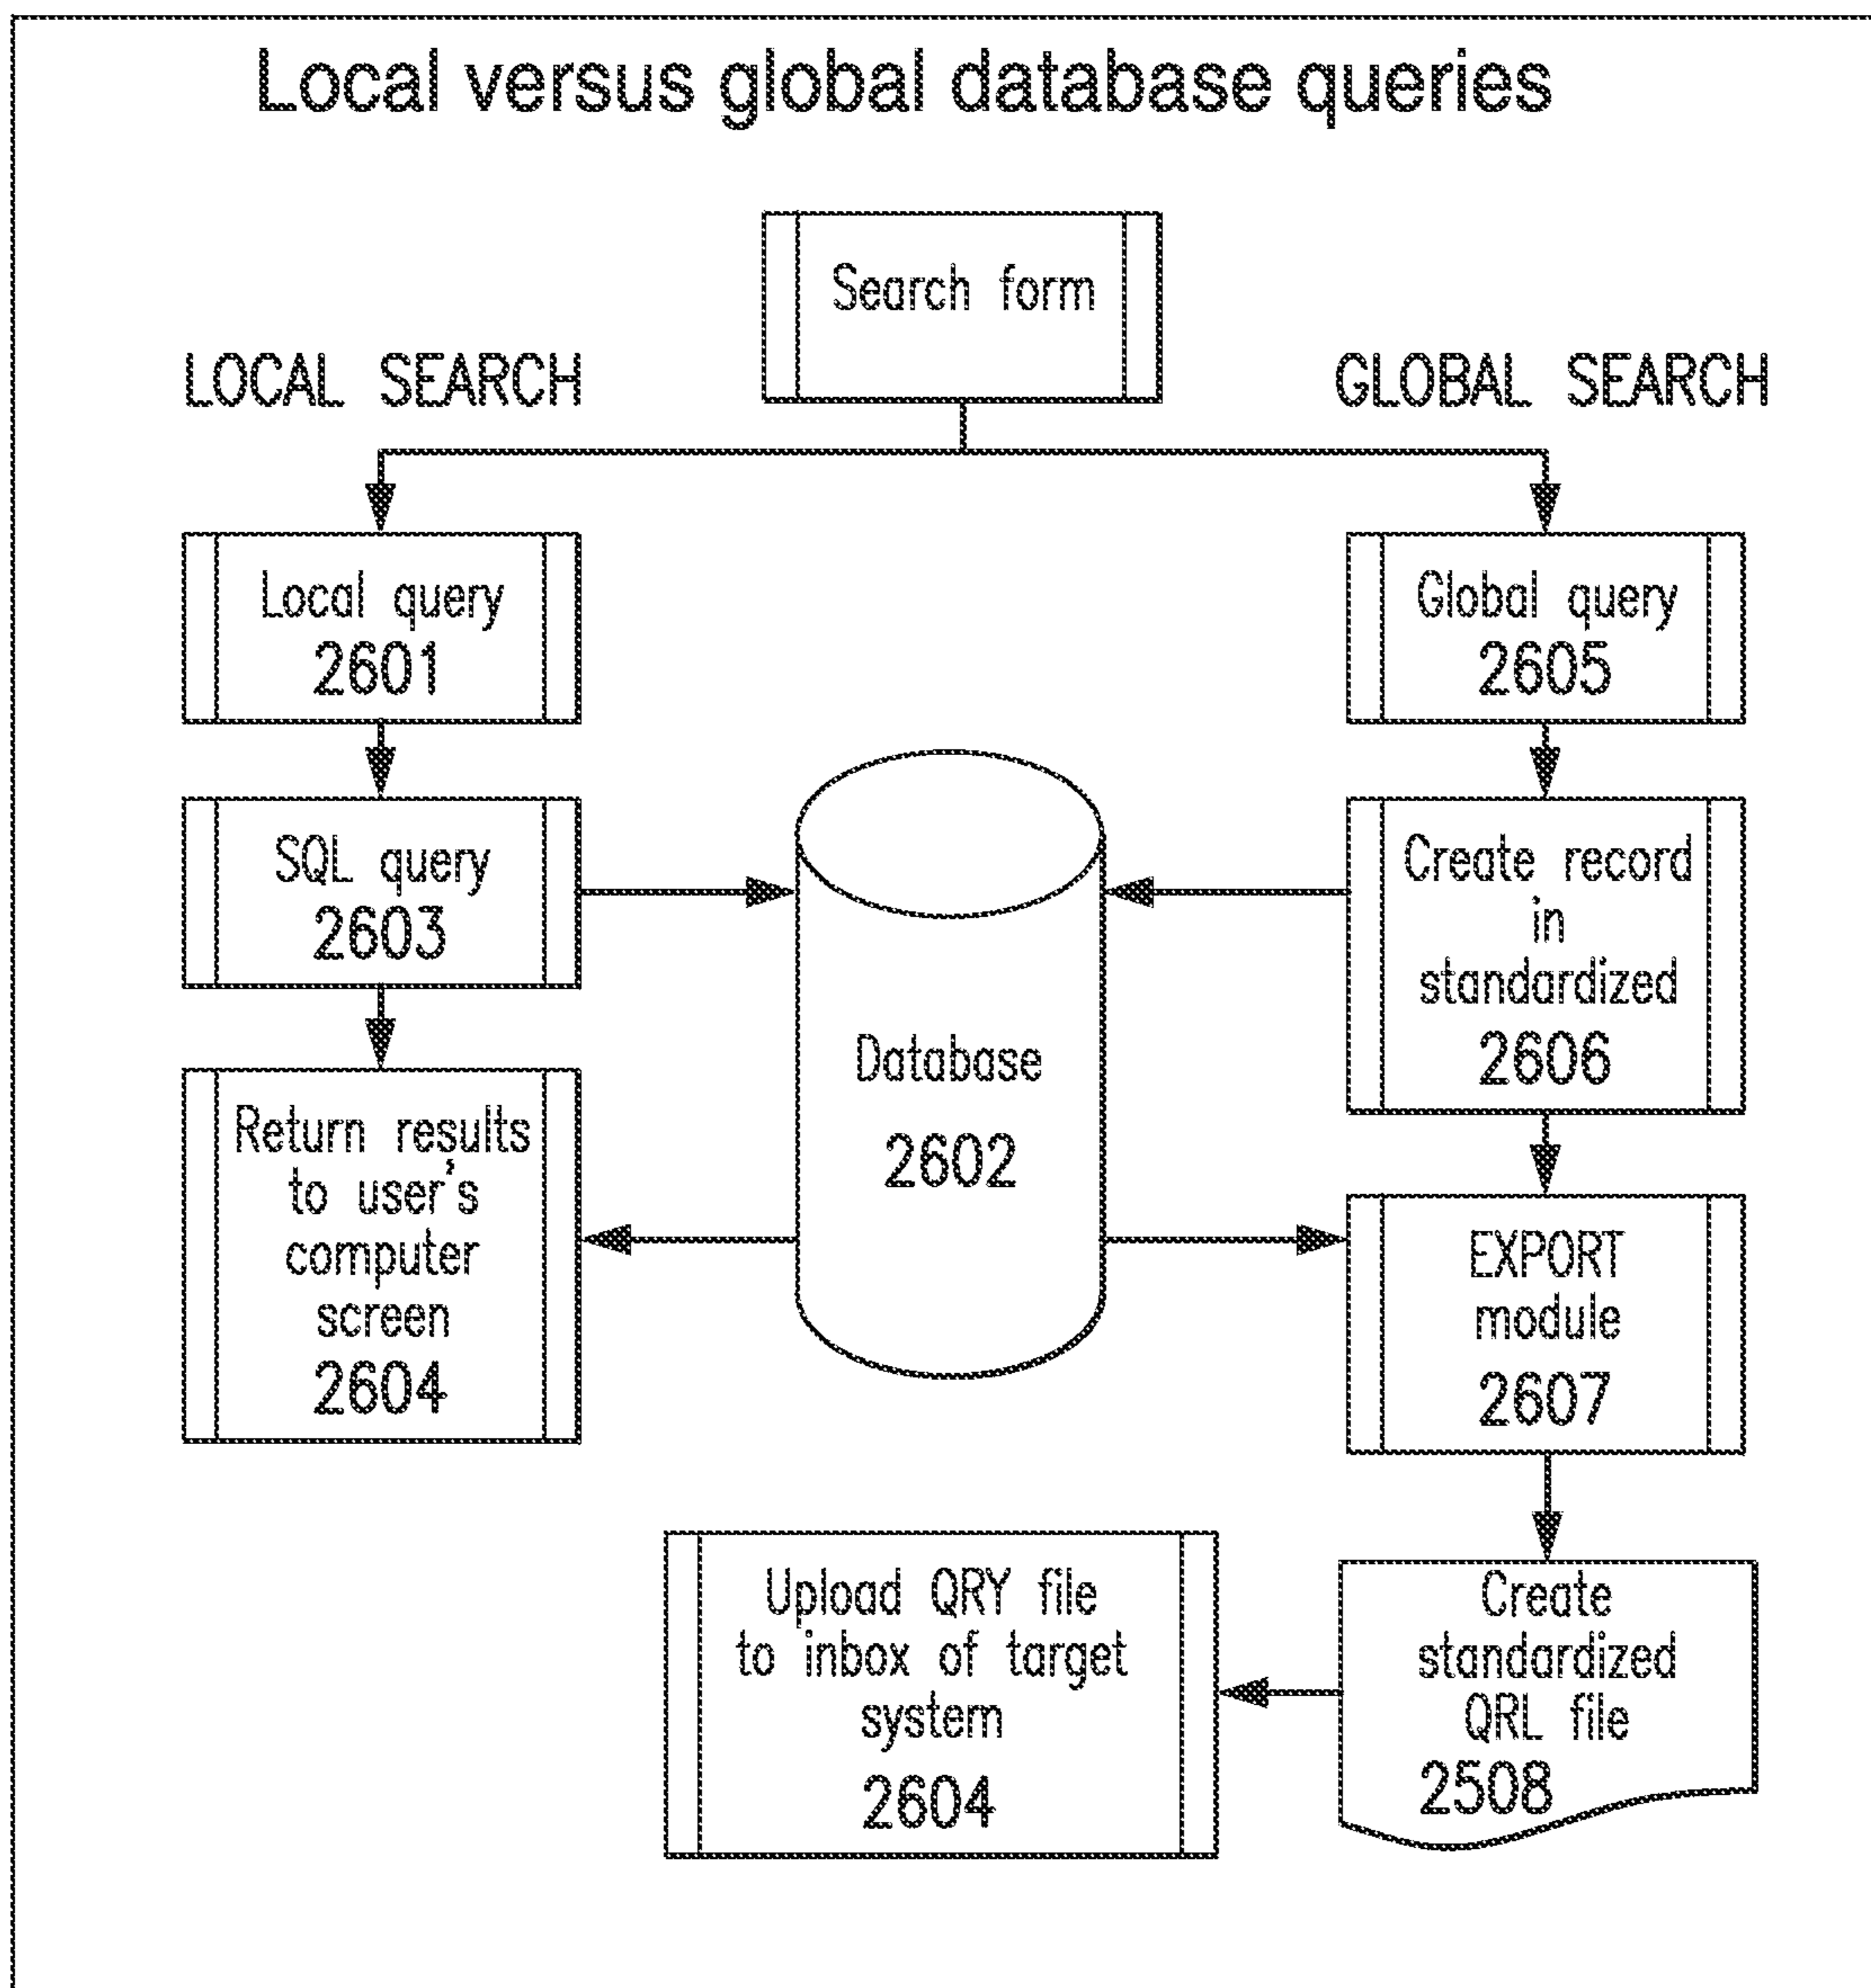 Local versus global database queries
Search form
LOCAL SEARCH
GLOBAL SEARCH
Local query
2601
Global query
2605
SQL query
2603
Create record
in
standardized
2606
Database
2602
Return results
to user's
computer
screen
2604
EXPORT
module
2607
Upload QRY file
to inbox of target
system
2604
Create
standardized
QRL file
2508